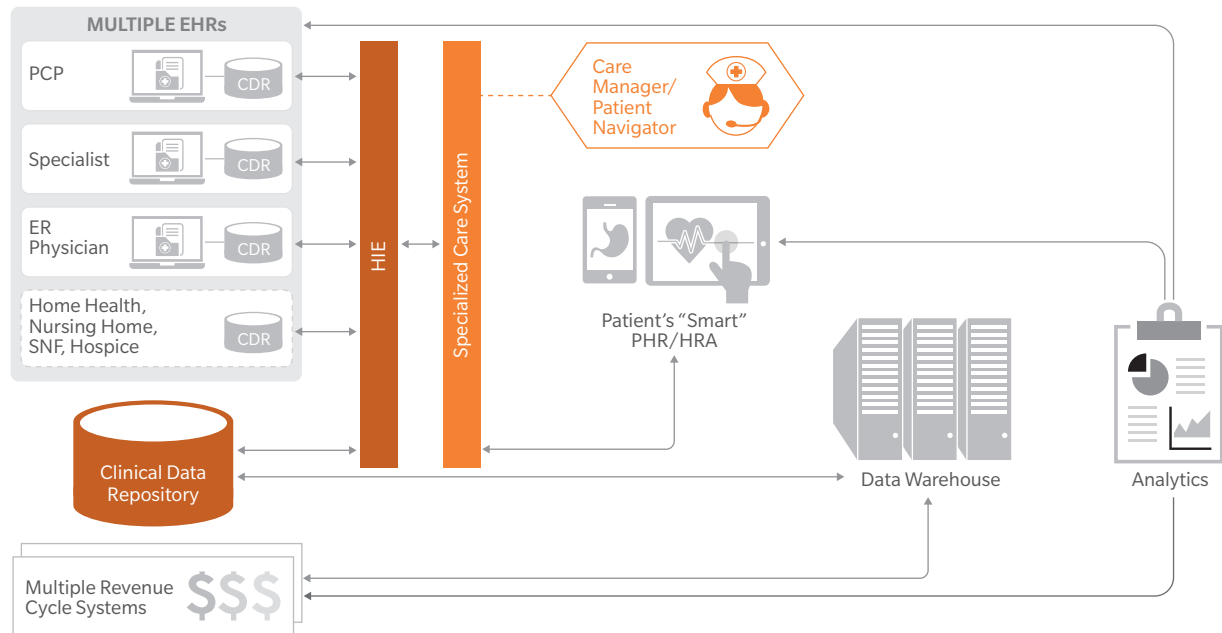 MULTIPLE EHRs
PCP
CDR
Specialist
CDR
ER
Physician
CDR
Home Health,
Nursing Home,
SNF, Hospice
CDR
HIE
Specialized Care System
Care
Manager/
Patient
Navigator
Patient’s “Smart”
PHR/HRA
Clinical Data
Repository
Data Warehouse
Analytics
Multiple Revenue
Cycle Systems
$$$